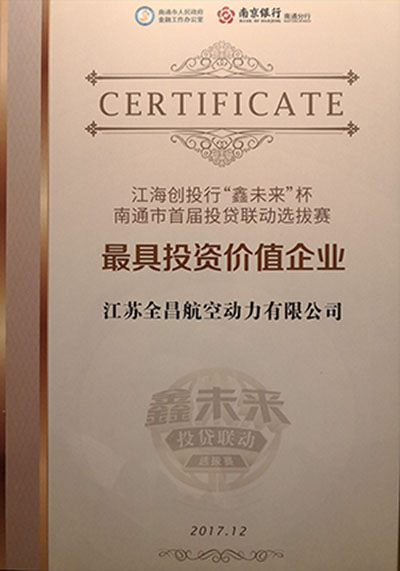 南通市人民政府
金融工作办公室
南京银行 南通分行
BANK OF NANJING
CERTIFICATE
江海创投行“鑫未来”杯
南通市首届投贷联动选拔赛
最具投资价值企业
江苏全昌航空动力有限公司
鑫未来
投贷联动
选拔赛
2017.12